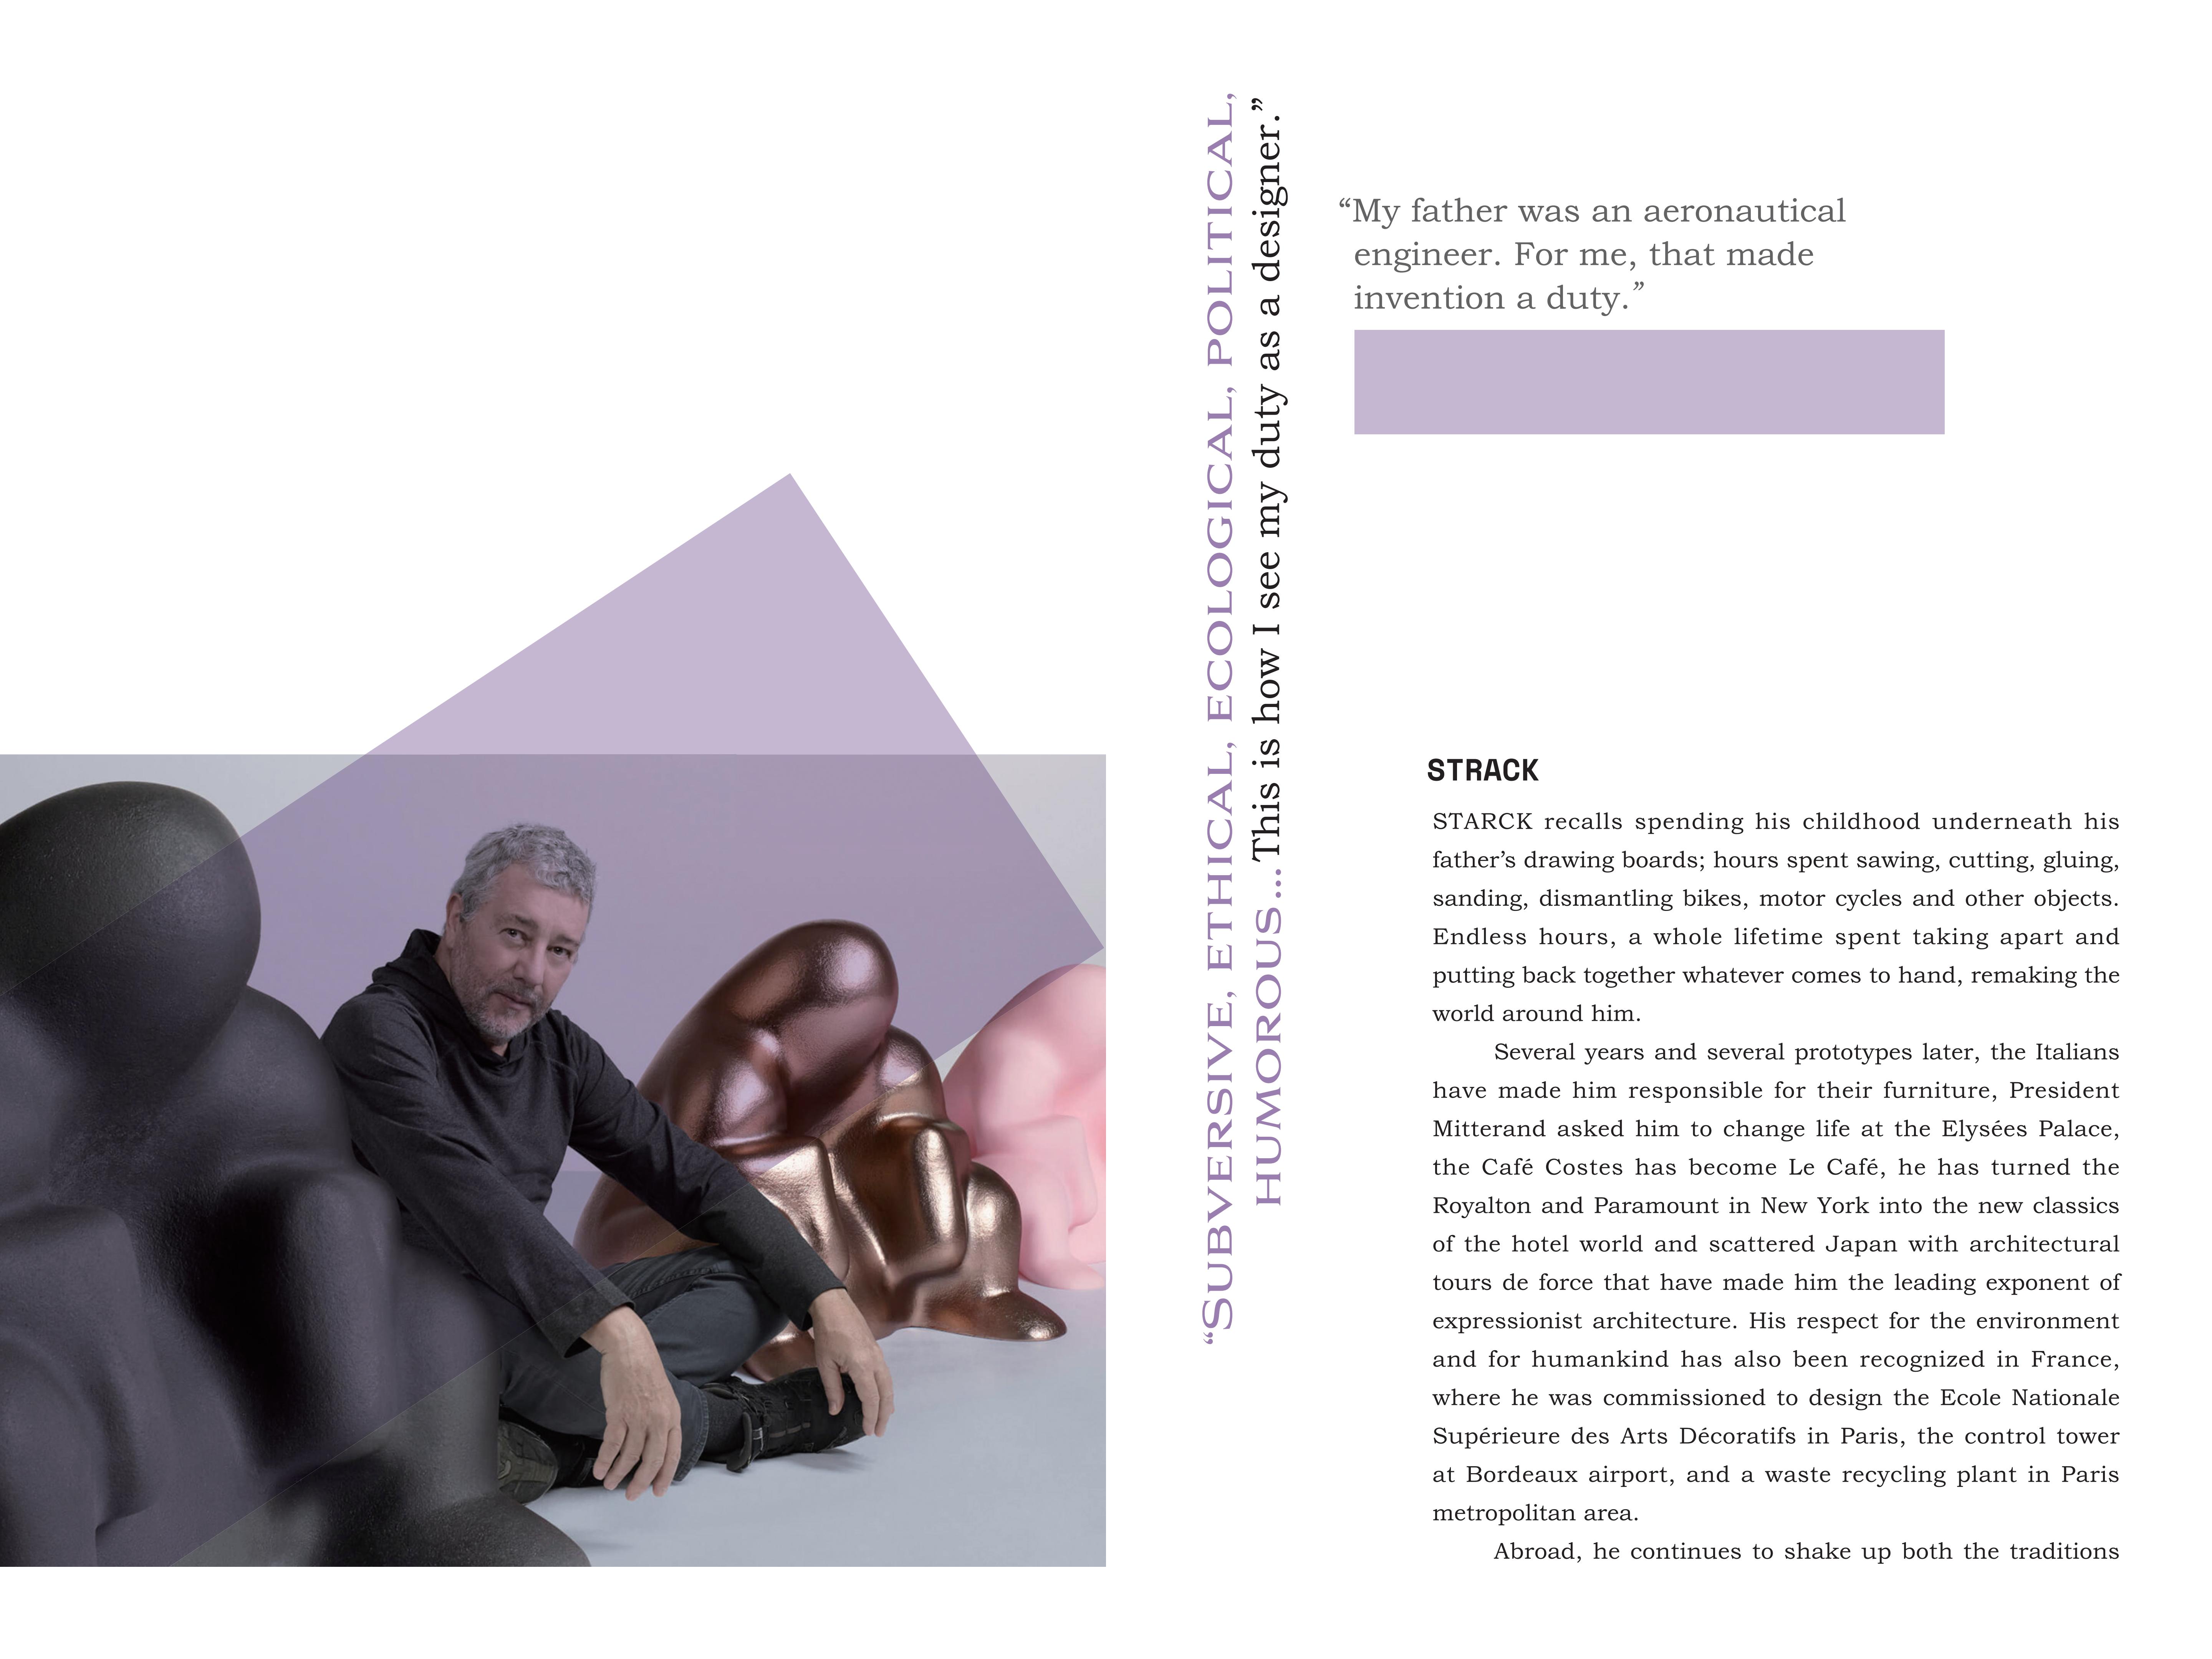 “SUBVERSIVE, ETHICAL, ECOLOGICAL, POLITICAL,
HUMOROUS... This is how I see my duty as a designer.”
“My father was an aeronautical
engineer. For me, that made
invention a duty.”
STRACK
STARCK recalls spending his childhood underneath his
father’s drawing boards; hours spent sawing, cutting, gluing,
sanding, dismantling bikes, motor cycles and other objects.
Endless hours, a whole lifetime spent taking apart and
putting back together whatever comes to hand, remaking the
world around him.
Several years and several prototypes later, the Italians
have made him responsible for their furniture, President
Mitterand asked him to change life at the Elysées Palace,
the Café Costes has become Le Café, he has turned the
Royalton and Paramount in New York into the new classics
of the hotel world and scattered Japan with architectural
tours de force that have made him the leading exponent of
expressionist architecture. His respect for the environment
and for humankind has also been recognized in France,
where he was commissioned to design the Ecole Nationale
Supérieure des Arts Décoratifs in Paris, the control tower
at Bordeaux airport, and a waste recycling plant in Paris
metropolitan area.
Abroad, he continues to shake up both the traditions